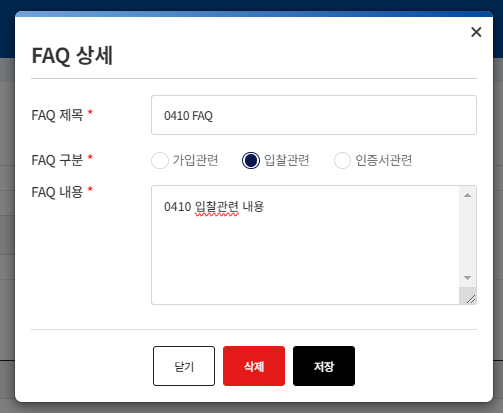 FAQ 상세
FAQ 제목 *
0410 FAQ
FAQ 구분 *
가입관련 입찰관련 인증서관련
FAQ 내용 *
0410 입찰관련 내용
닫기 삭제 저장